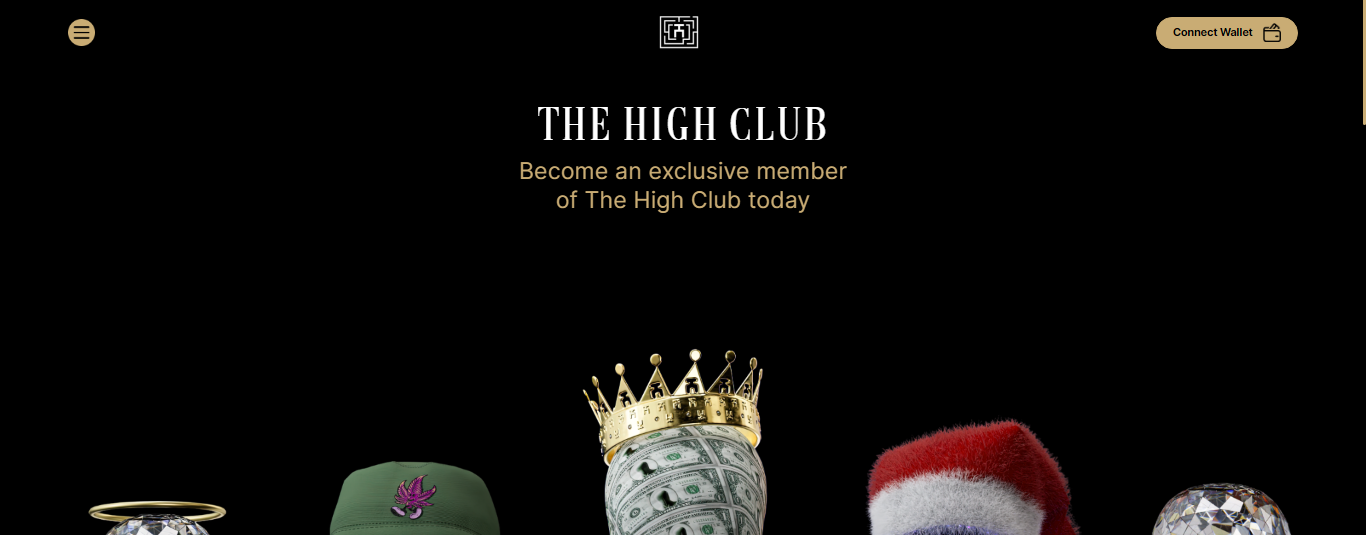 Connect Wallet
THE HIGH CLUB
Become an exclusive member
of The High Club today